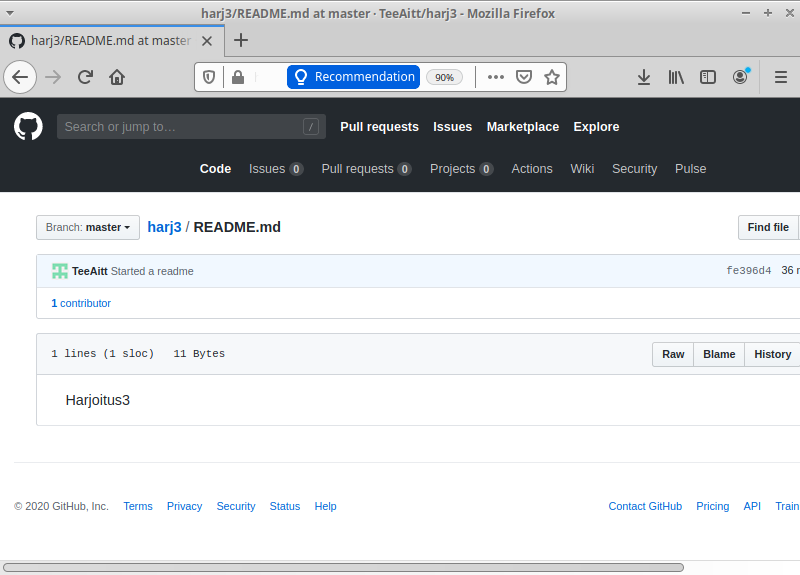 harj3/README.md at master · TeeAitt/harj3 - Mozilla Firefox
harj3/README.md at master
Recommendation 90%
Search or jump to… / Pull requests Issues Marketplace Explore
Code Issues 0 Pull requests 0 Projects 0 Actions Wiki Security Pulse
Branch: master harj3 / README.md Find file
TeeAitt Started a readme fe396d4 36
1 contributor
1 lines (1 sloc) 11 Bytes Raw Blame History
Harjoitus3
© 2020 GitHub, Inc. Terms Privacy Security Status Help Contact GitHub Pricing API Train